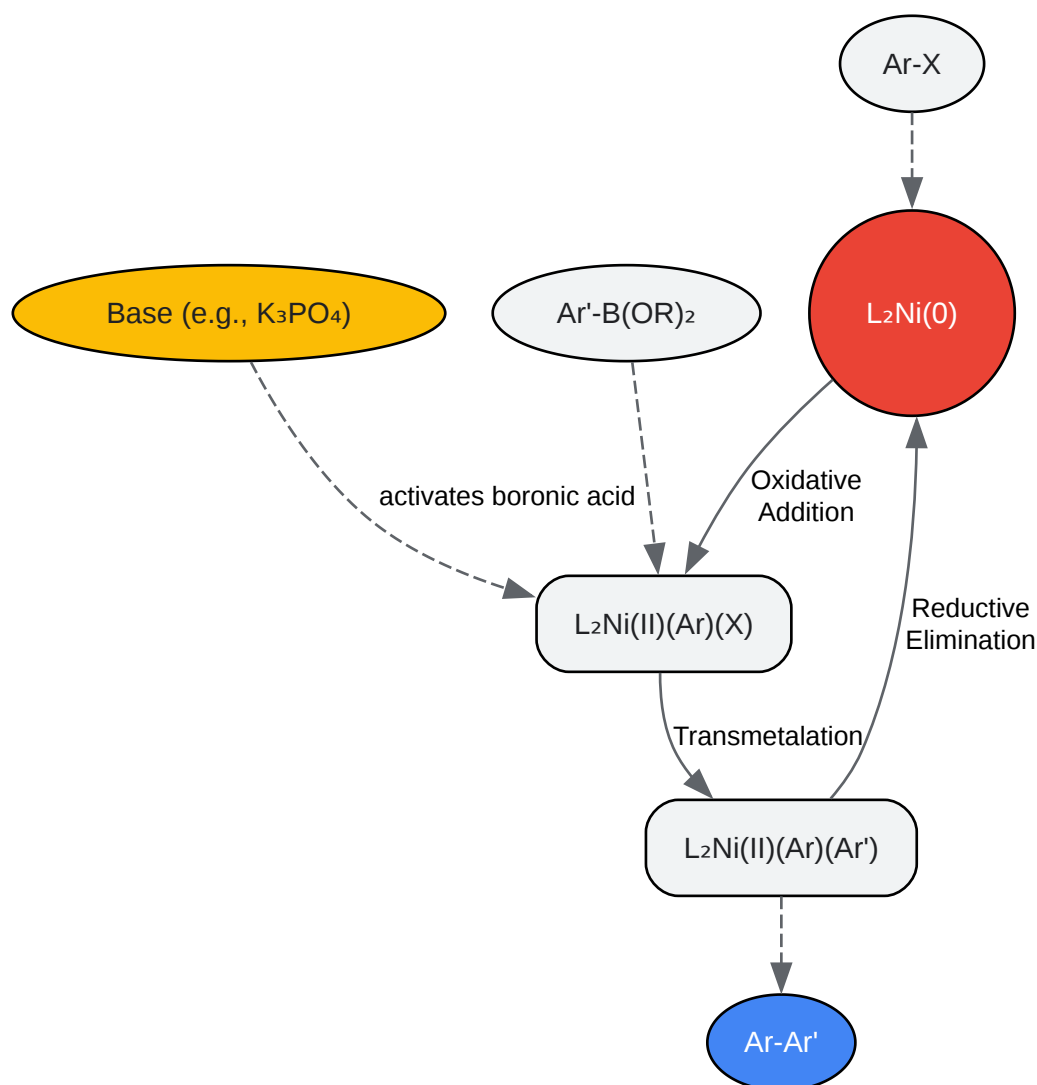 Ar-X
Base (e.g., K₃PO₄)
Ar'-B(OR)₂
L₂Ni(0)
Oxidative
Addition
activates boronic acid
L₂Ni(II)(Ar)(X)
Reductive
Elimination
Transmetalation
L₂Ni(II)(Ar)(Ar')
Ar-Ar'